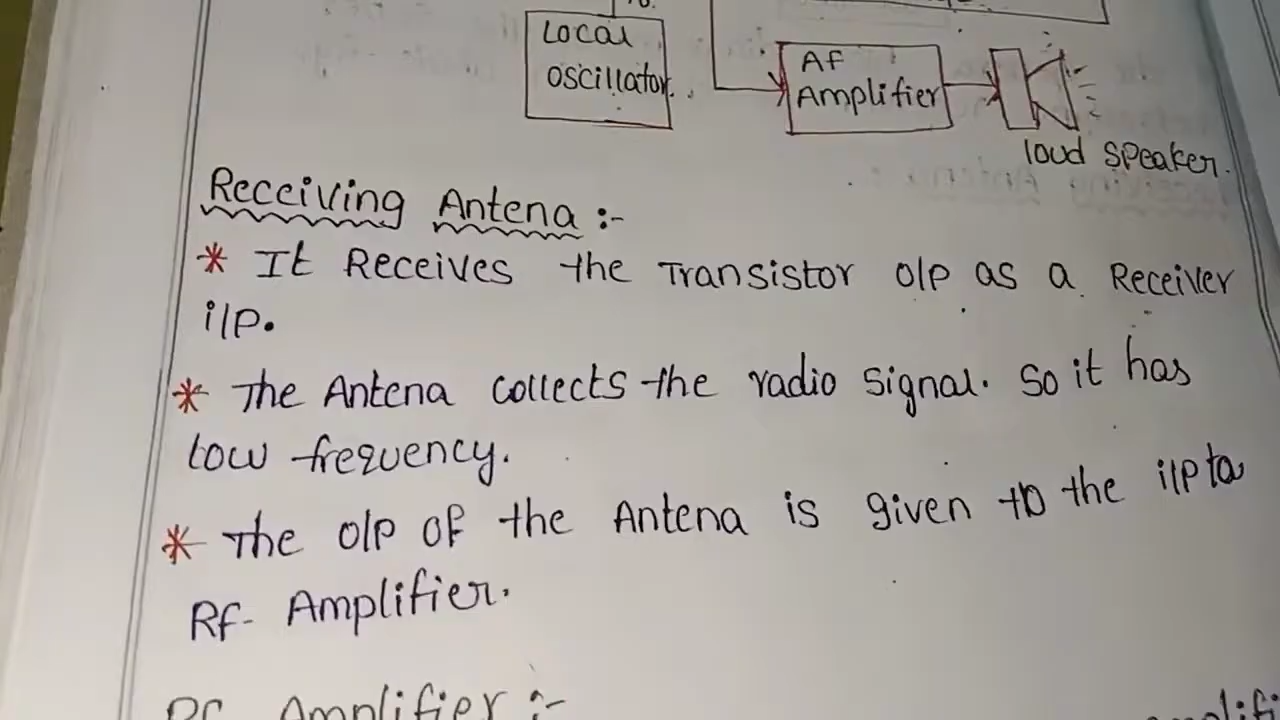 Local
oscillator.
AF
Amplifier
loud speaker.
Receiving Antena :-
* It Receives the Transistor o/p as a Receiver
i/p.
* The Antena collects the radio signal. So it has
Low frequency.
* The o/p of the Antena is given to the i/p to
Rf- Amplifier.
Amplifier :-